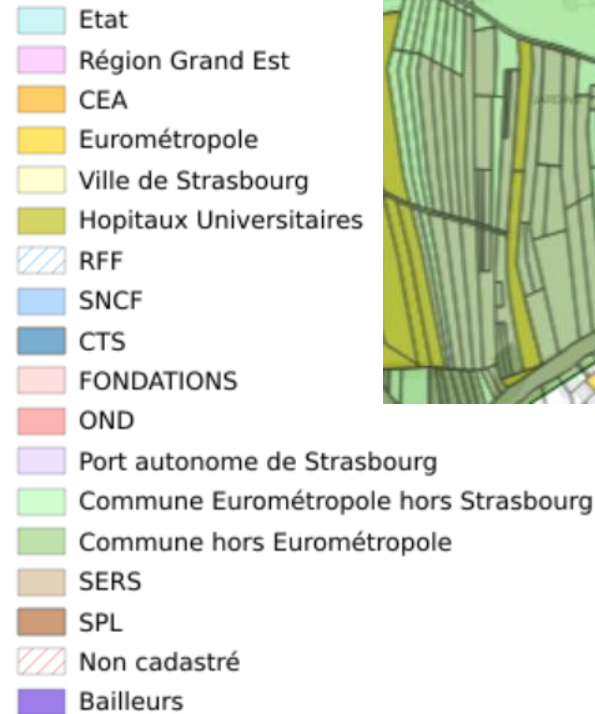 Etat
Région Grand Est
CEA
Eurométropole
Ville de Strasbourg
Hopitaux Universitaires
RFF
SNCF
CTS
FONDATIONS
OND
Port autonome de Strasbourg
Commune Eurométropole hors Strasbourg
Commune hors Eurométropole
SERS
SPL
Non cadastré
Bailleurs